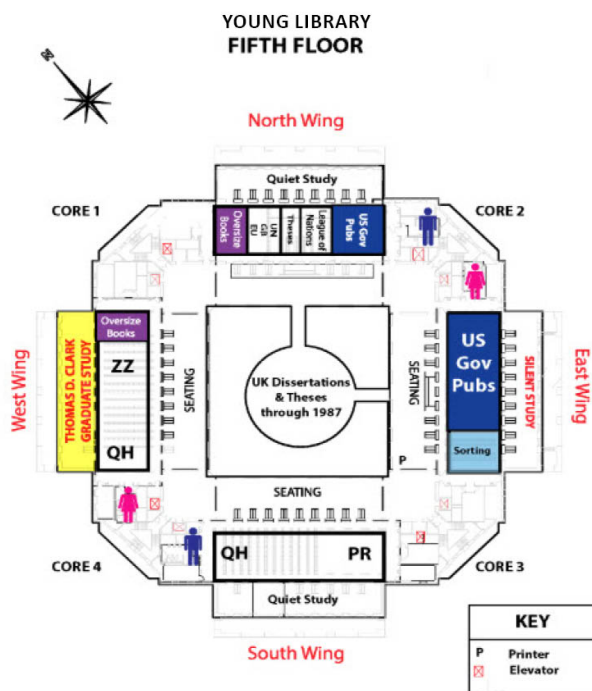 YOUNG LIBRARY
FIFTH FLOOR
N
North Wing
Quiet Study
CORE 1
CORE 2
Oversize
Books
UN
GB
EU
Theses
League of
Nations
US Gov
Pubs
West Wing
THOMAS D. CLARK
GRADUATE STUDY
Oversize
Books
ZZ
QH
SEATING
UK Dissertations
& Theses
through 1987
SEATING
P
US
Gov
Pubs
Sorting
SILENT STUDY
East Wing
SEATING
CORE 4
QH
PR
CORE 3
Quiet Study
South Wing
KEY
P Printer
Elevator